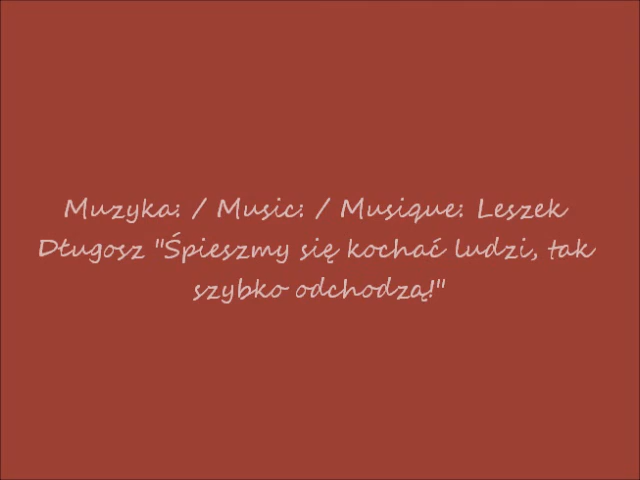 Muzyka: / Music: / Musique: Leszek
Długosz "Śpieszmy się kochać ludzi, tak
szybko odchodzą!"